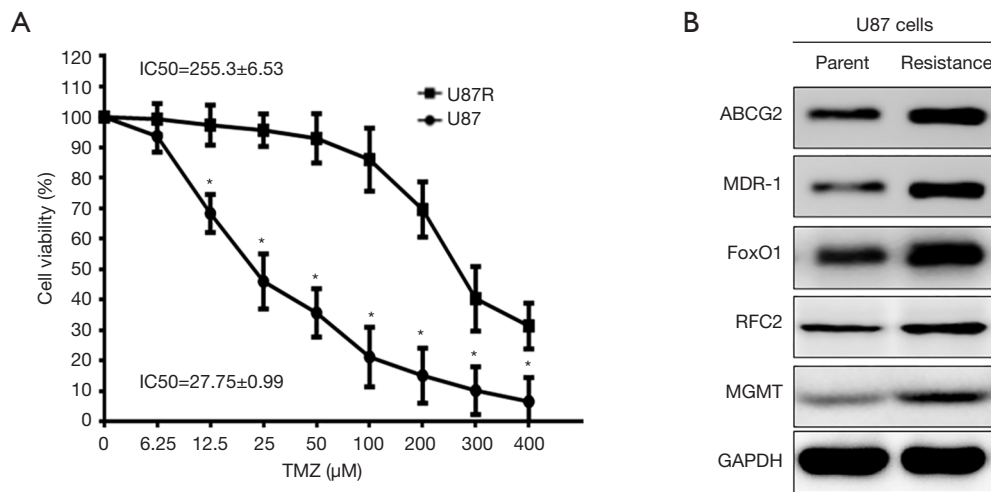 A
120
110
100
90
80
70
60
50
40
30
20
10
0
Cell viability (%)
IC50=255.3±6.53
U87R
U87
*
*
*
*
*
*
*
IC50=27.75±0.99
0 6.25 12.5 25 50 100 200 300 400
TMZ (µM)
B
U87 cells
Parent Resistance
ABCG2
MDR-1
FoxO1
RFC2
MGMT
GAPDH